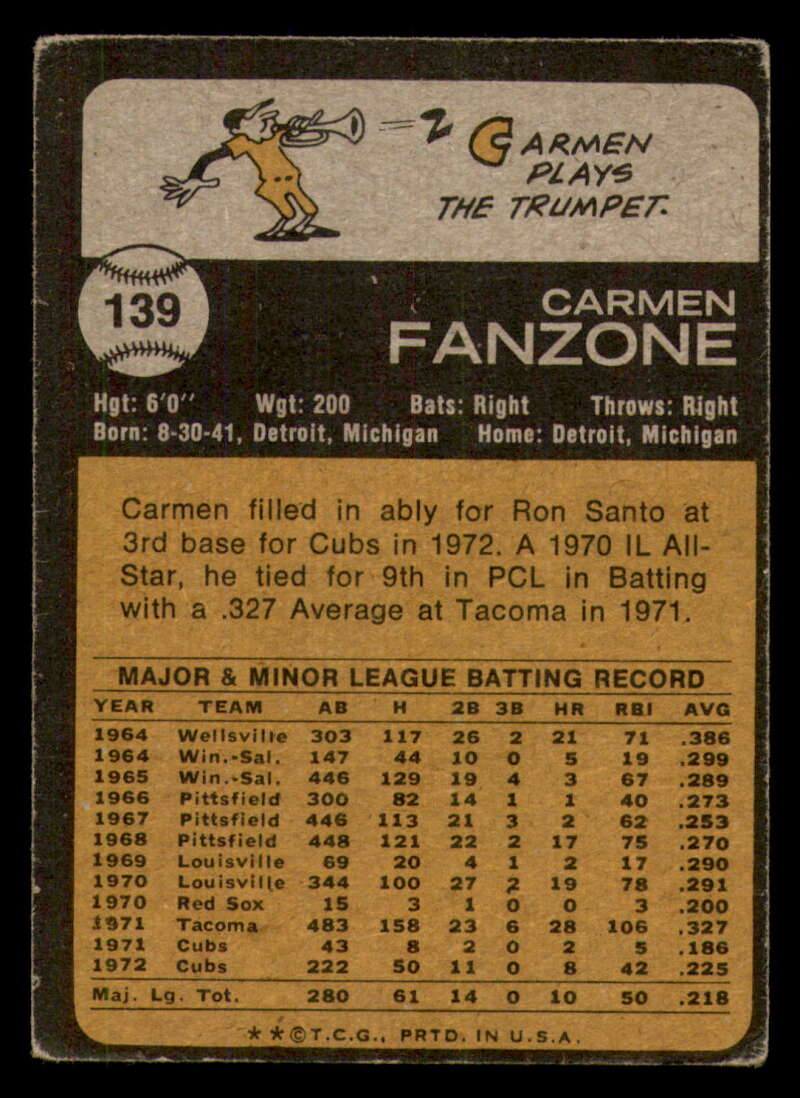 CARMEN
PLAYS
THE TRUMPET.
139
CARMEN
FANZONE
Hgt: 6'0" Wgt: 200 Bats: Right Throws: Right
Born: 8-30-41, Detroit, Michigan Home: Detroit, Michigan
Carmen filled in ably for Ron Santo at
3rd base for Cubs in 1972. A 1970 IL All-
Star, he tied for 9th in PCL in Batting
with a .327 Average at Tacoma in 1971.
MAJOR & MINOR LEAGUE BATTING RECORD
YEAR TEAM AB H 2B 3B HR RBI AVG
1964 Wellsville 303 117 26 2 21 71 .386
1964 Win.-Sal. 147 44 10 0 5 19 .299
1965 Win.-Sal. 446 129 19 4 3 67 .289
1966 Pittsfield 300 82 14 1 1 40 .273
1967 Pittsfield 446 113 21 3 2 62 .253
1968 Pittsfield 448 121 22 2 17 75 .270
1969 Louisville 69 20 4 1 2 17 .290
1970 Louisville 344 100 27 2 19 78 .291
1970 Red Sox 15 3 1 0 0 3 .200
1971 Tacoma 483 158 23 6 28 106 .327
1971 Cubs 43 8 2 0 2 5 .186
1972 Cubs 222 50 11 0 8 42 .225
Maj. Lg. Tot. 280 61 14 0 10 50 .218
* * © T.C.G., PRTD. IN U.S.A.